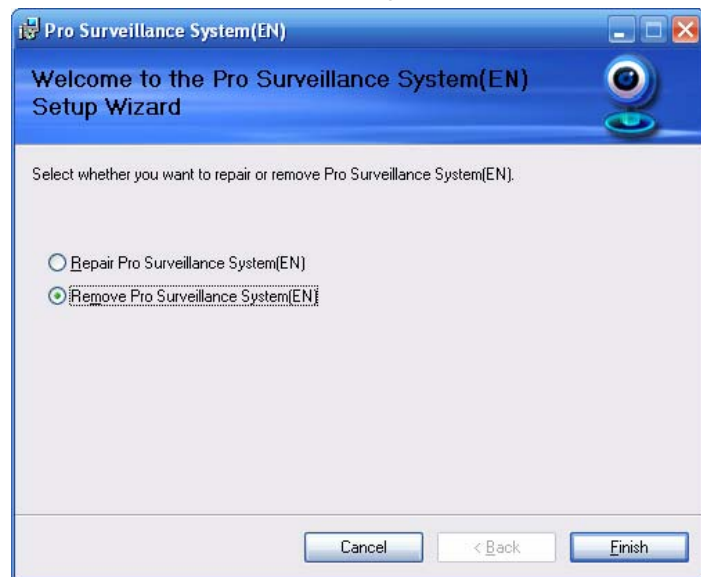 Pro Surveillance System(EN)
Welcome to the Pro Surveillance System(EN)
Setup Wizard
Select whether you want to repair or remove Pro Surveillance System(EN).
Repair Pro Surveillance System(EN)
Remove Pro Surveillance System(EN)
Cancel
< Back
Finish